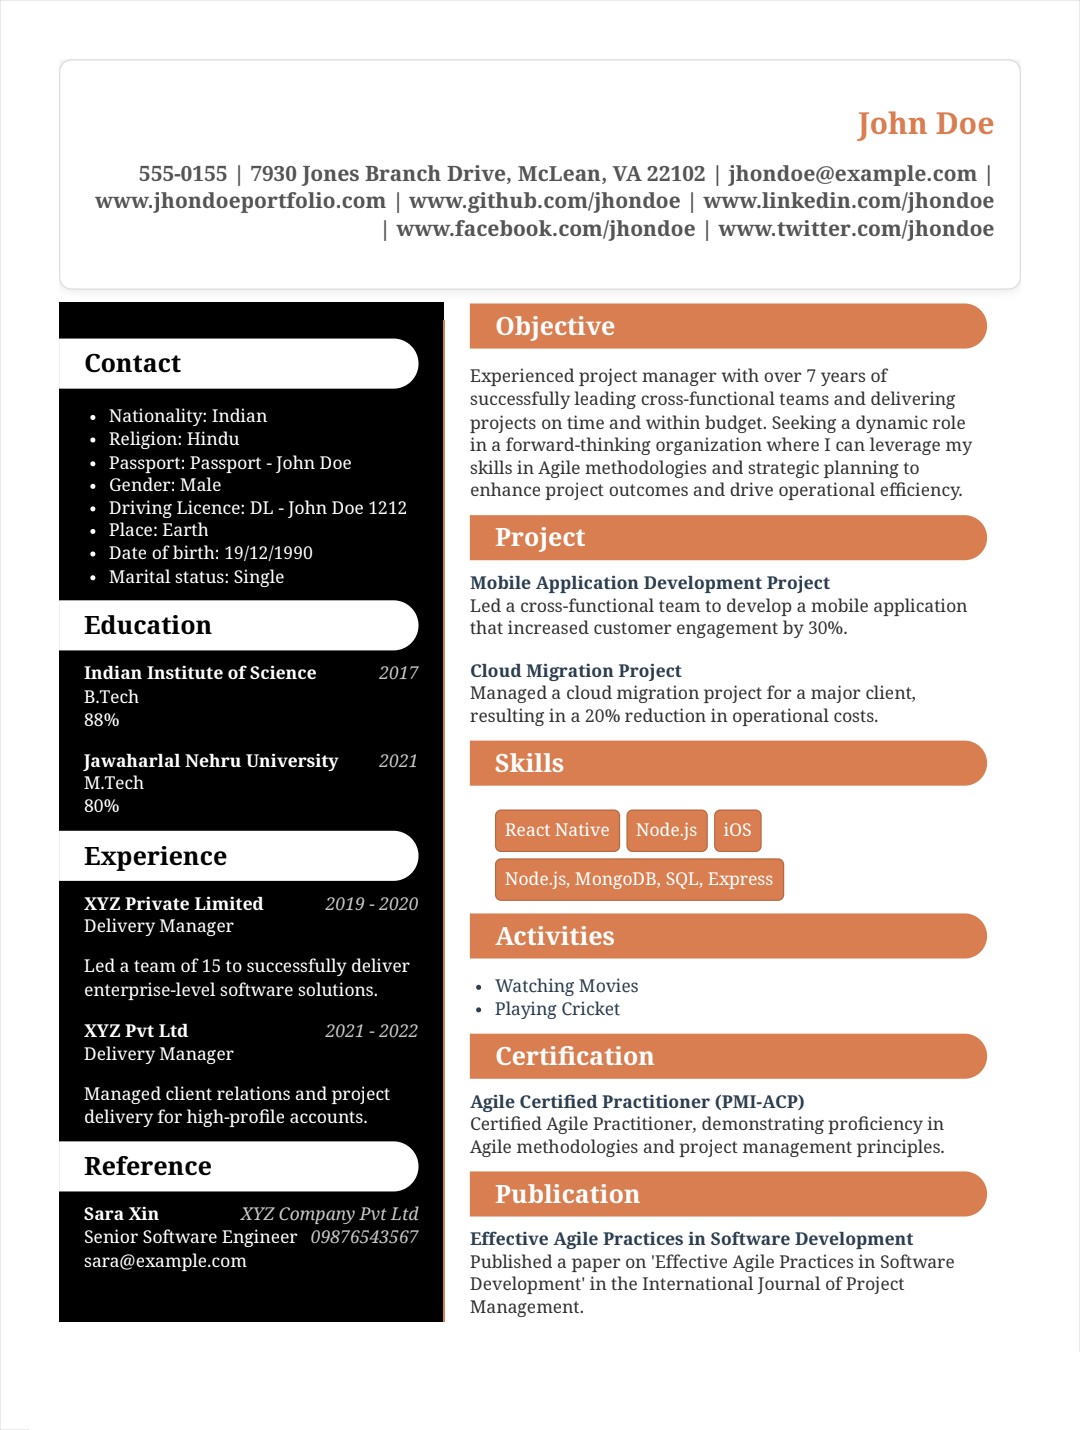 John Doe
555-0155 | 7930 Jones Branch Drive, McLean, VA 22102 | jhondoe@example.com |
www.jhondoeportfolio.com | www.github.com/jhondoe | www.linkedin.com/jhondoe
| www.facebook.com/jhondoe | www.twitter.com/jhondoe
Contact
• Nationality: Indian
• Religion: Hindu
• Passport: Passport - John Doe
• Gender: Male
• Driving Licence: DL - John Doe 1212
• Place: Earth
• Date of birth: 19/12/1990
• Marital status: Single
Education
Indian Institute of Science 2017
B.Tech
88%
Jawaharlal Nehru University 2021
M.Tech
80%
Experience
XYZ Private Limited 2019 - 2020
Delivery Manager
Led a team of 15 to successfully deliver
enterprise-level software solutions.
XYZ Pvt Ltd 2021 - 2022
Delivery Manager
Managed client relations and project
delivery for high-profile accounts.
Reference
Sara Xin XYZ Company Pvt Ltd
Senior Software Engineer 09876543567
sara@example.com
Objective
Experienced project manager with over 7 years of
successfully leading cross-functional teams and delivering
projects on time and within budget. Seeking a dynamic role
in a forward-thinking organization where I can leverage my
skills in Agile methodologies and strategic planning to
enhance project outcomes and drive operational efficiency.
Project
Mobile Application Development Project
Led a cross-functional team to develop a mobile application
that increased customer engagement by 30%.
Cloud Migration Project
Managed a cloud migration project for a major client,
resulting in a 20% reduction in operational costs.
Skills
React Native Node.js iOS
Node.js, MongoDB, SQL, Express
Activities
• Watching Movies
• Playing Cricket
Certification
Agile Certified Practitioner (PMI-ACP)
Certified Agile Practitioner, demonstrating proficiency in
Agile methodologies and project management principles.
Publication
Effective Agile Practices in Software Development
Published a paper on 'Effective Agile Practices in Software
Development' in the International Journal of Project
Management.